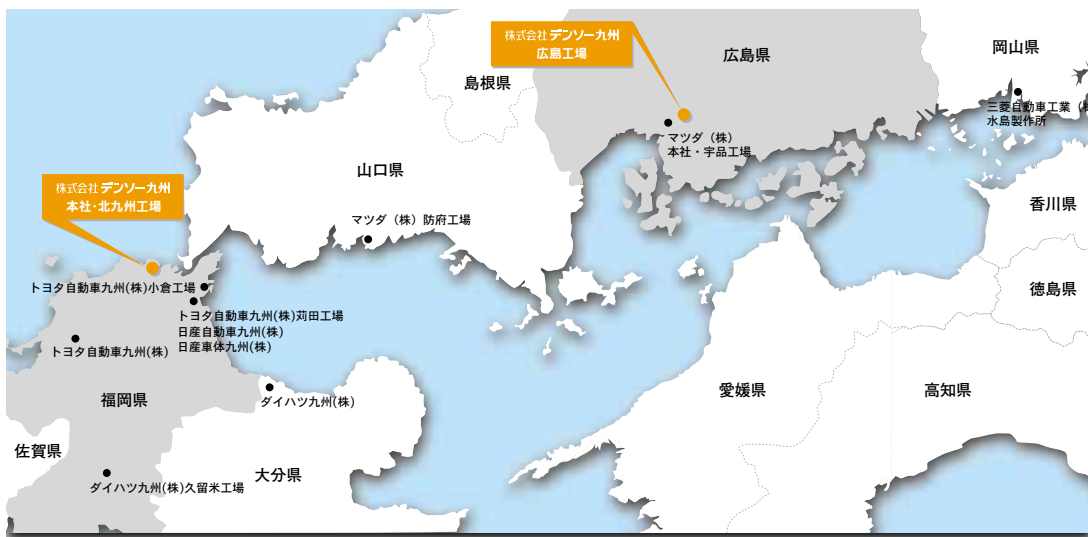 株式会社 デンソー九州
広島工場
広島県
岡山県
島根県
三菱自動車工業（株
水島製作所
マツダ（株）
本社・宇品工場
山口県
株式会社 デンソー九州
本社・北九州工場
香川県
マツダ（株）防府工場
トヨタ自動車九州(株)小倉工場
徳島県
トヨタ自動車九州(株)苅田工場
日産自動車九州(株)
日産車体九州(株)
トヨタ自動車九州(株)
愛媛県
高知県
福岡県
ダイハツ九州(株)
佐賀県
大分県
ダイハツ九州(株)久留米工場